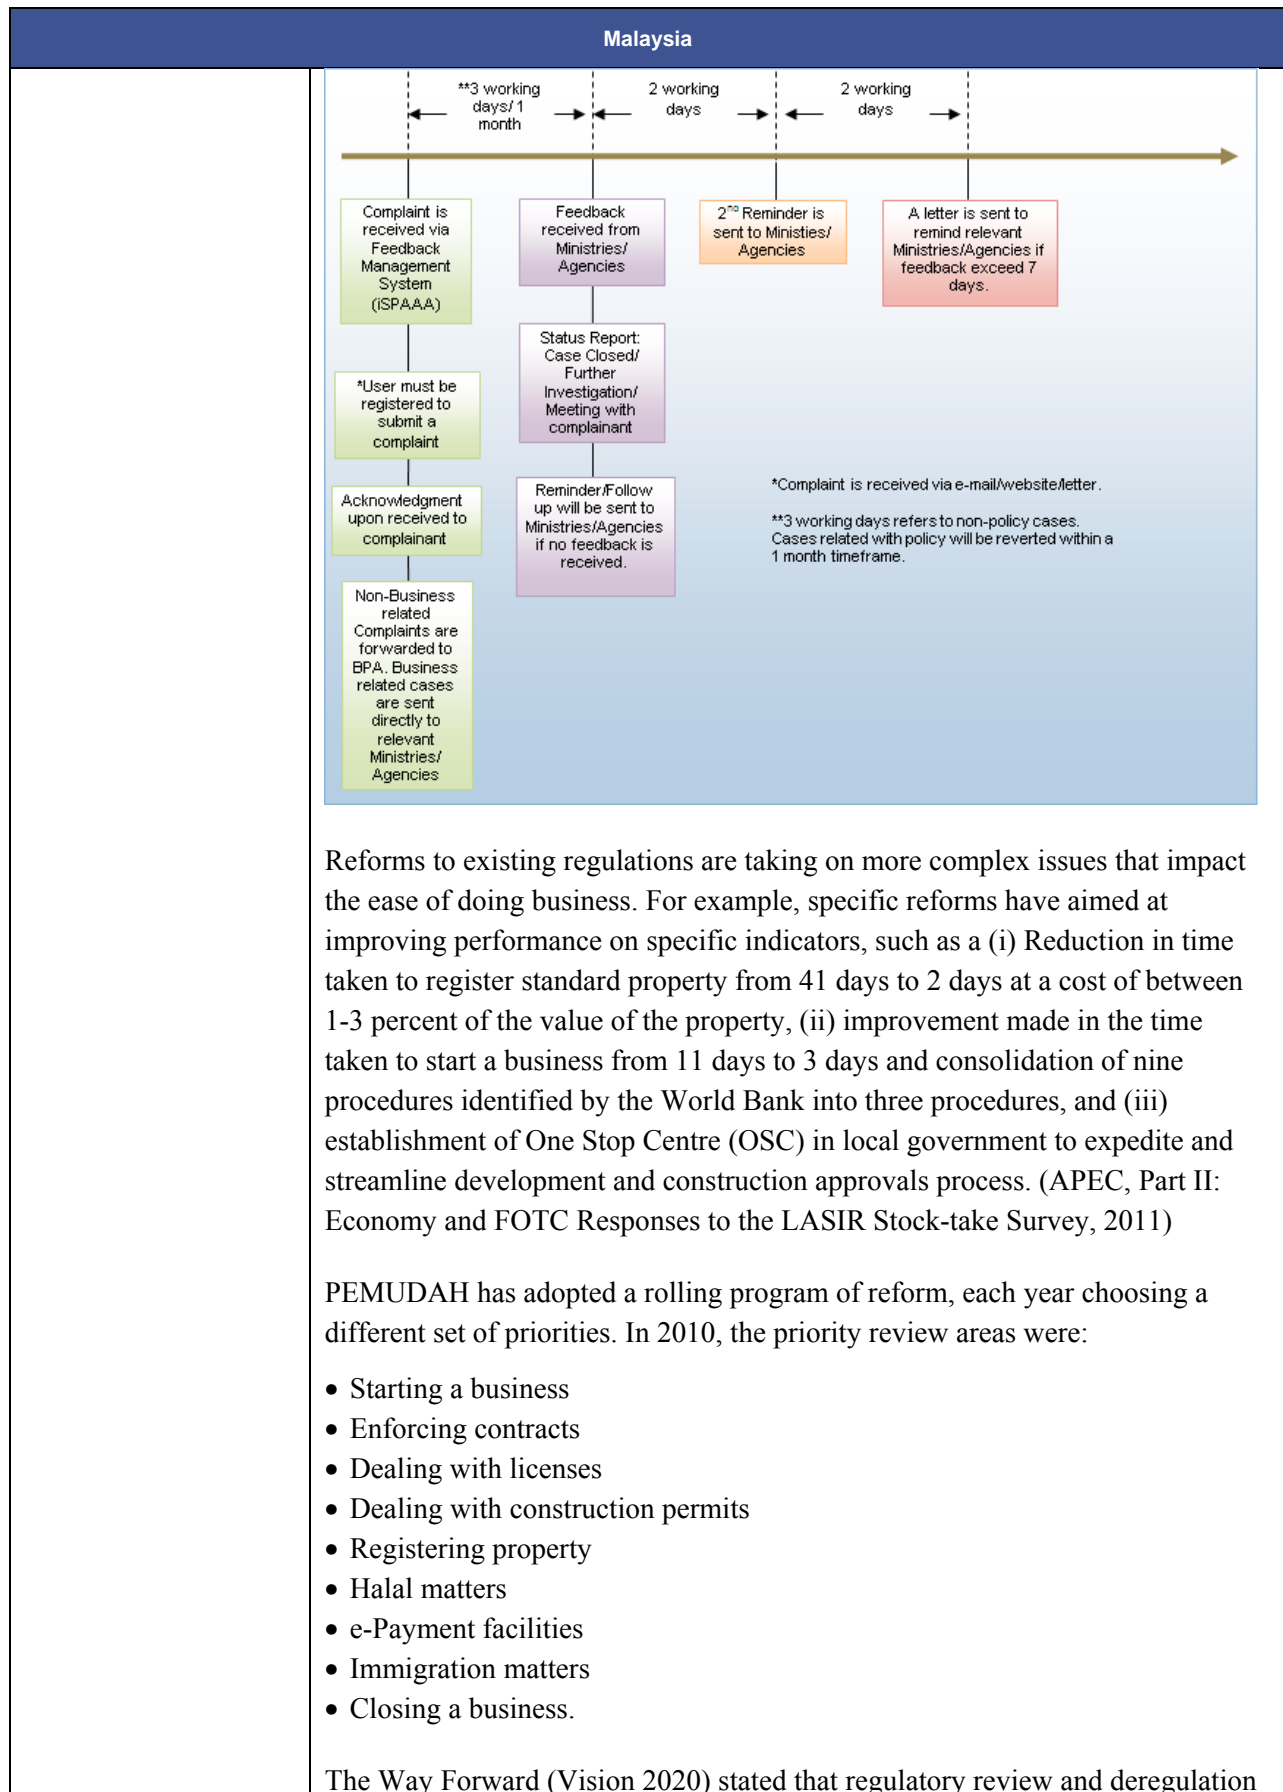 Malaysia
**3 working
days/ 1
month
2 working
days
2 working
days
Complaint is
received via
Feedback
Management
System
(iSPAAA)
*User must be
registered to
submit a
complaint
Acknowledgment
upon received to
complainant
Non-Business
related
Complaints are
forwarded to
BPA. Business
related cases
are sent
directly to
relevant
Ministries/
Agencies
Feedback
received from
Ministries/
Agencies
Status Report:
Case Closed/
Further
Investigation/
Meeting with
complainant
Reminder/Follow
up will be sent to
Ministries/Agencies
if no feedback is
received.
2nd Reminder is
sent to Ministies/
Agencies
A letter is sent to
remind relevant
Ministries/Agencies if
feedback exceed 7
days.
*Complaint is received via e-mail/website/letter.
**3 working days refers to non-policy cases.
Cases related with policy will be reverted within a
1 month timeframe.
Reforms to existing regulations are taking on more complex issues that impact
the ease of doing business. For example, specific reforms have aimed at
improving performance on specific indicators, such as a (i) Reduction in time
taken to register standard property from 41 days to 2 days at a cost of between
1-3 percent of the value of the property, (ii) improvement made in the time
taken to start a business from 11 days to 3 days and consolidation of nine
procedures identified by the World Bank into three procedures, and (iii)
establishment of One Stop Centre (OSC) in local government to expedite and
streamline development and construction approvals process. (APEC, Part II:
Economy and FOTC Responses to the LASIR Stock-take Survey, 2011)
PEMUDAH has adopted a rolling program of reform, each year choosing a
different set of priorities. In 2010, the priority review areas were:
• Starting a business
• Enforcing contracts
• Dealing with licenses
• Dealing with construction permits
• Registering property
• Halal matters
• e-Payment facilities
• Immigration matters
• Closing a business.
The Way Forward (Vision 2020) stated that regulatory review and deregulation